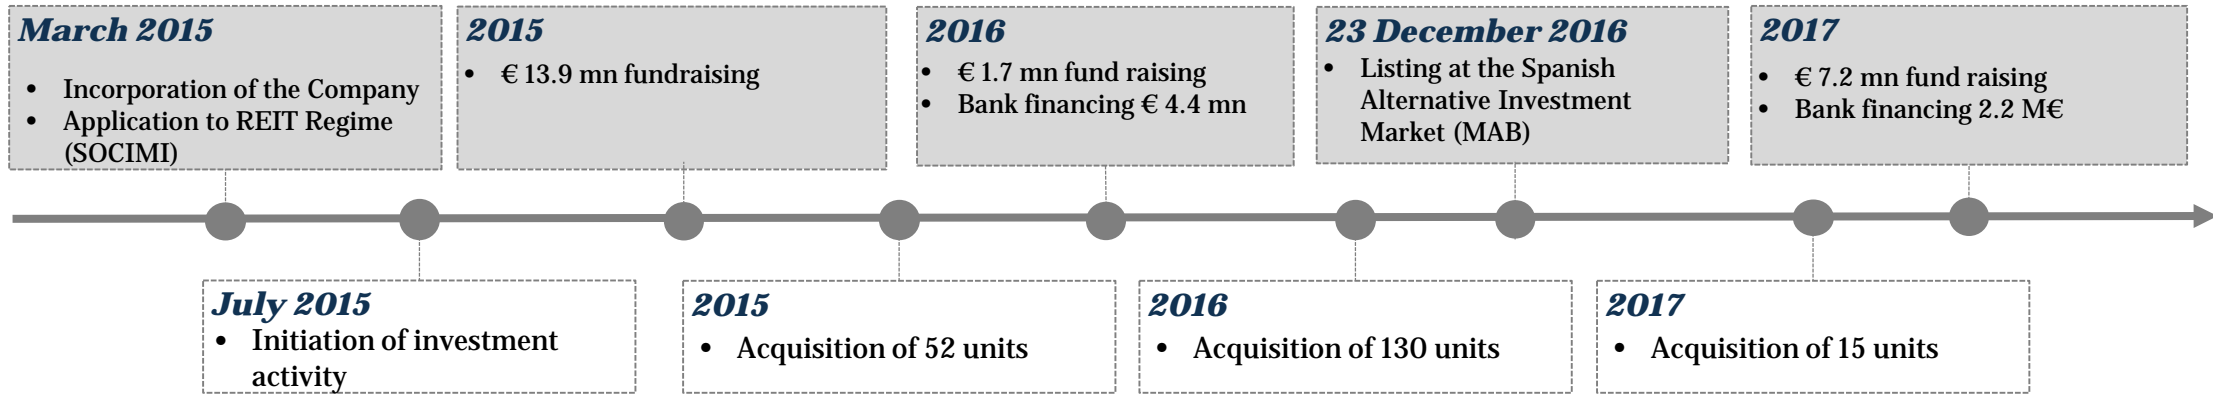 March 2015
• Incorporation of the Company
• Application to REIT Regime
(SOCIMI)
2015
• € 13.9 mn fundraising
2016
• € 1.7 mn fund raising
• Bank financing € 4.4 mn
23 December 2016
• Listing at the Spanish
Alternative Investment
Market (MAB)
2017
• € 7.2 mn fund raising
• Bank financing 2.2 M€
July 2015
• Initiation of investment
activity
2015
• Acquisition of 52 units
2016
• Acquisition of 130 units
2017
• Acquisition of 15 units